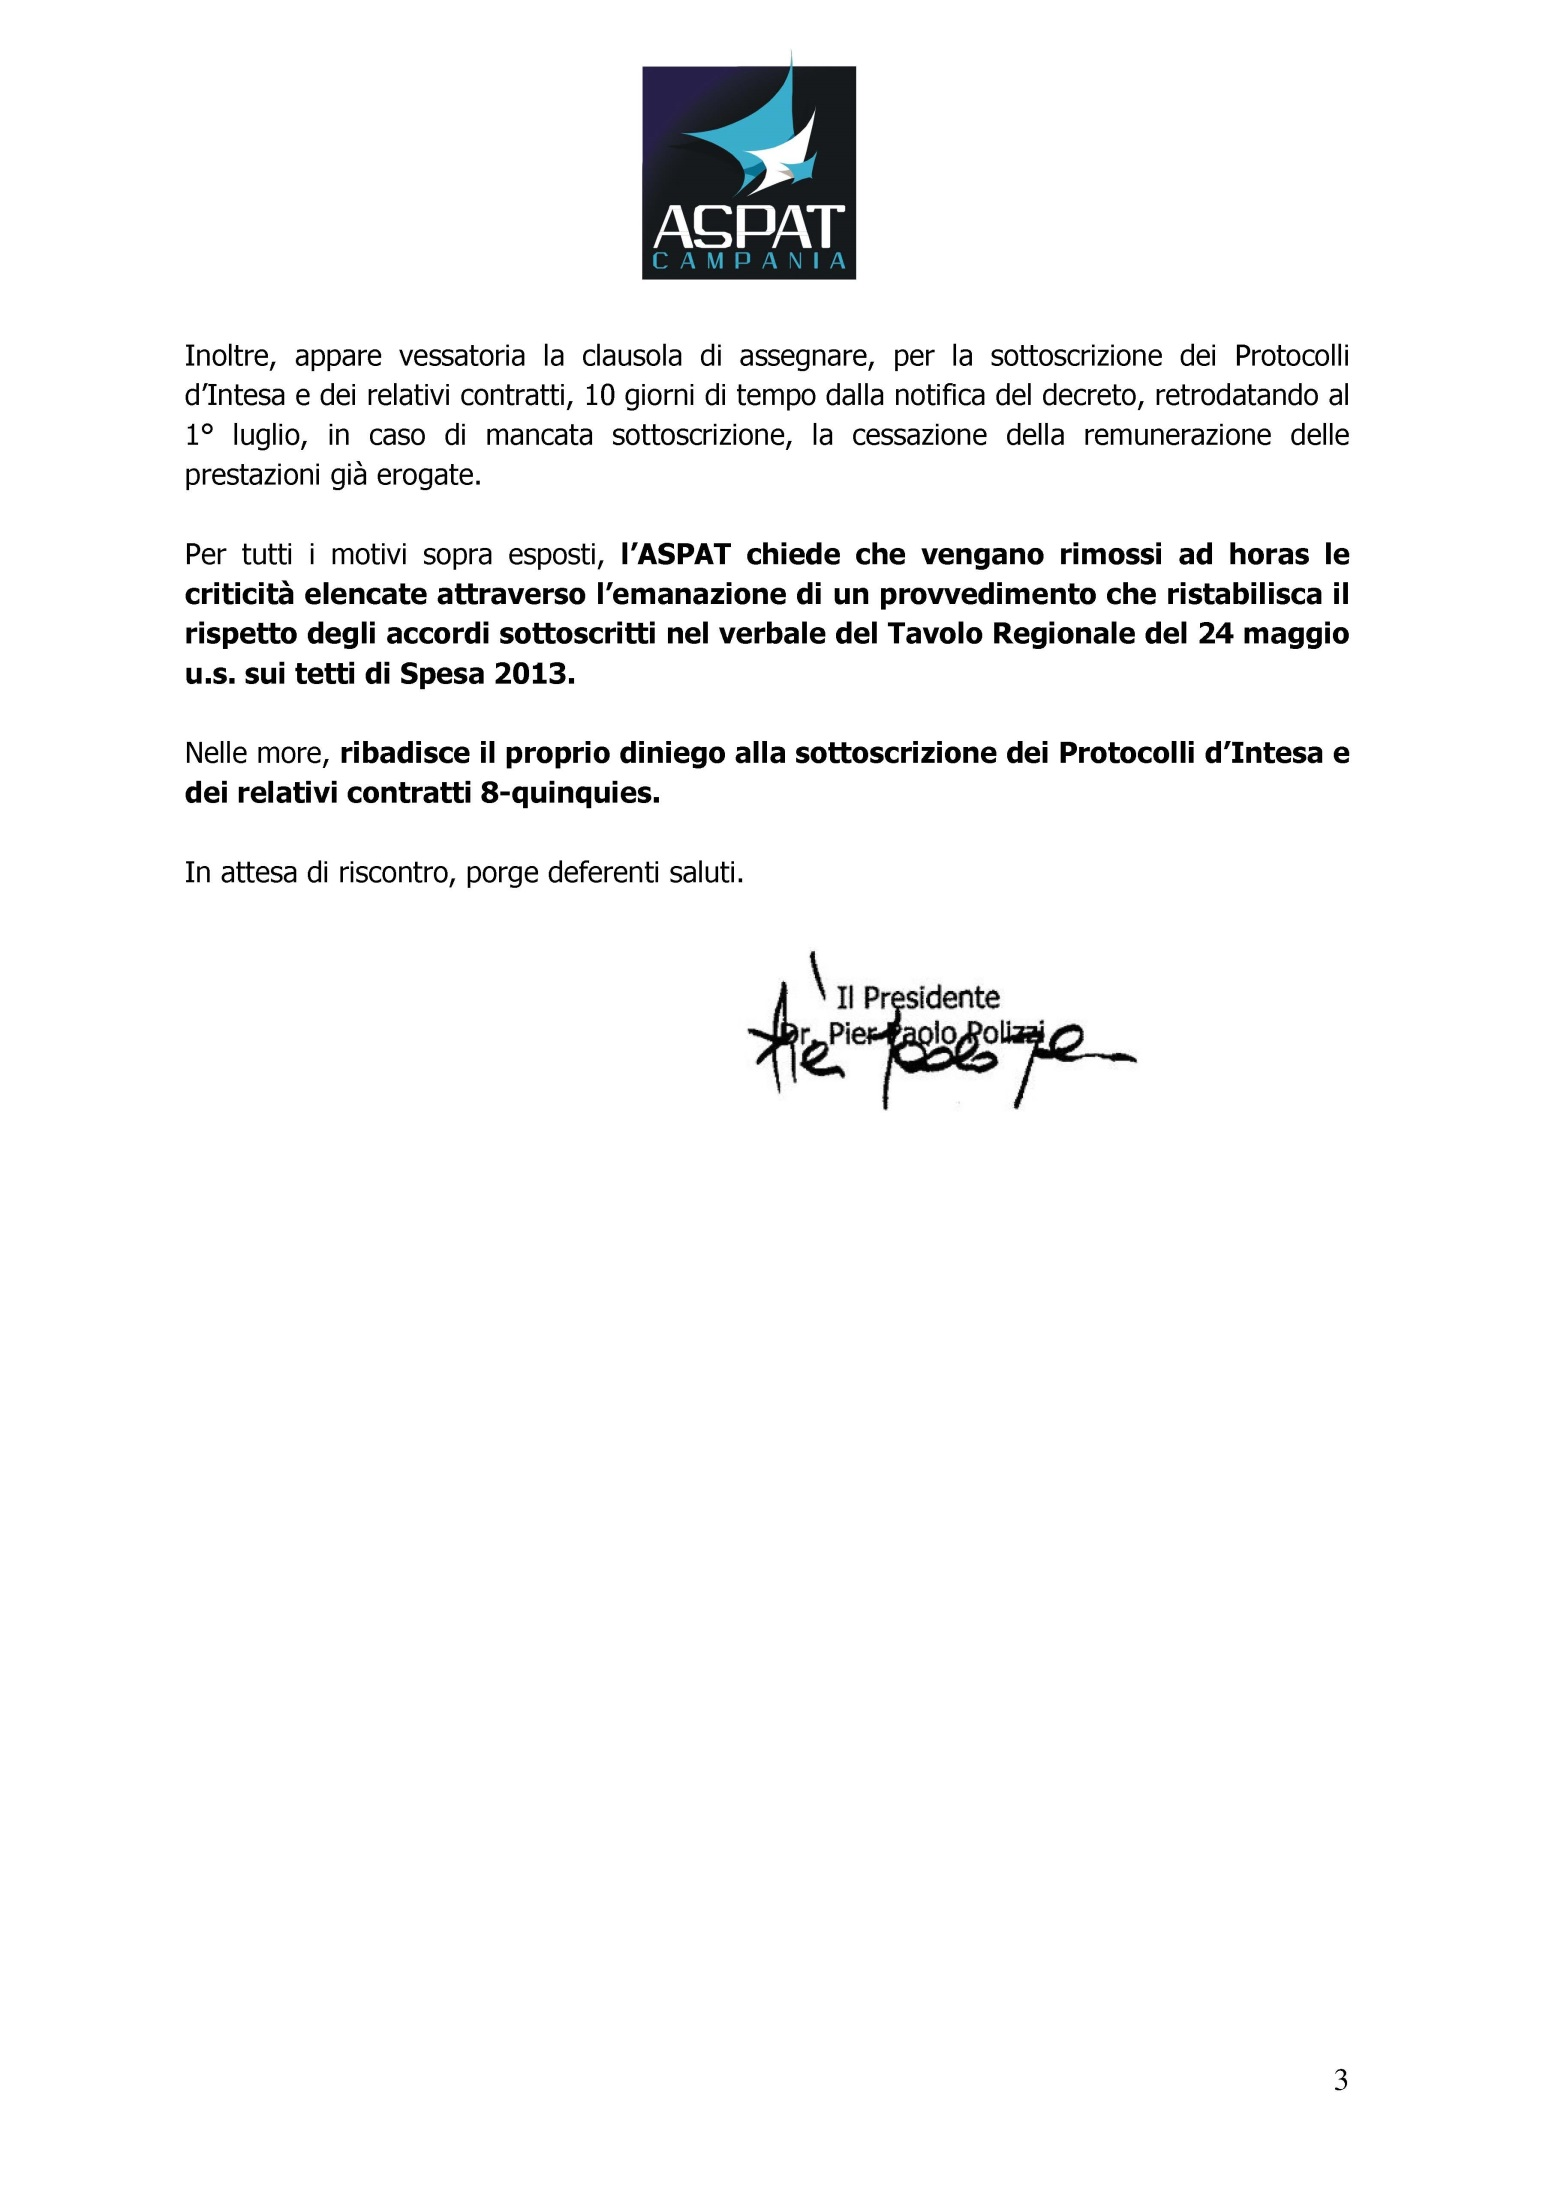 ASPAT
CAMPANIA
Inoltre, appare vessatoria la clausola di assegnare, per la sottoscrizione dei Protocolli
d’Intesa e dei relativi contratti, 10 giorni di tempo dalla notifica del decreto, retrodatando al
1° luglio, in caso di mancata sottoscrizione, la cessazione della remunerazione delle
prestazioni già erogate.
Per tutti i motivi sopra esposti, l’ASPAT chiede che vengano rimossi ad horas le
criticità elencate attraverso l’emanazione di un provvedimento che ristabilisca il
rispetto degli accordi sottoscritti nel verbale del Tavolo Regionale del 24 maggio
u.s. sui tetti di Spesa 2013.
Nelle more, ribadisce il proprio diniego alla sottoscrizione dei Protocolli d’Intesa e
dei relativi contratti 8-quinquies.
In attesa di riscontro, porge deferenti saluti.
Il Presidente
Dr. Pier Paolo Polizzi
3